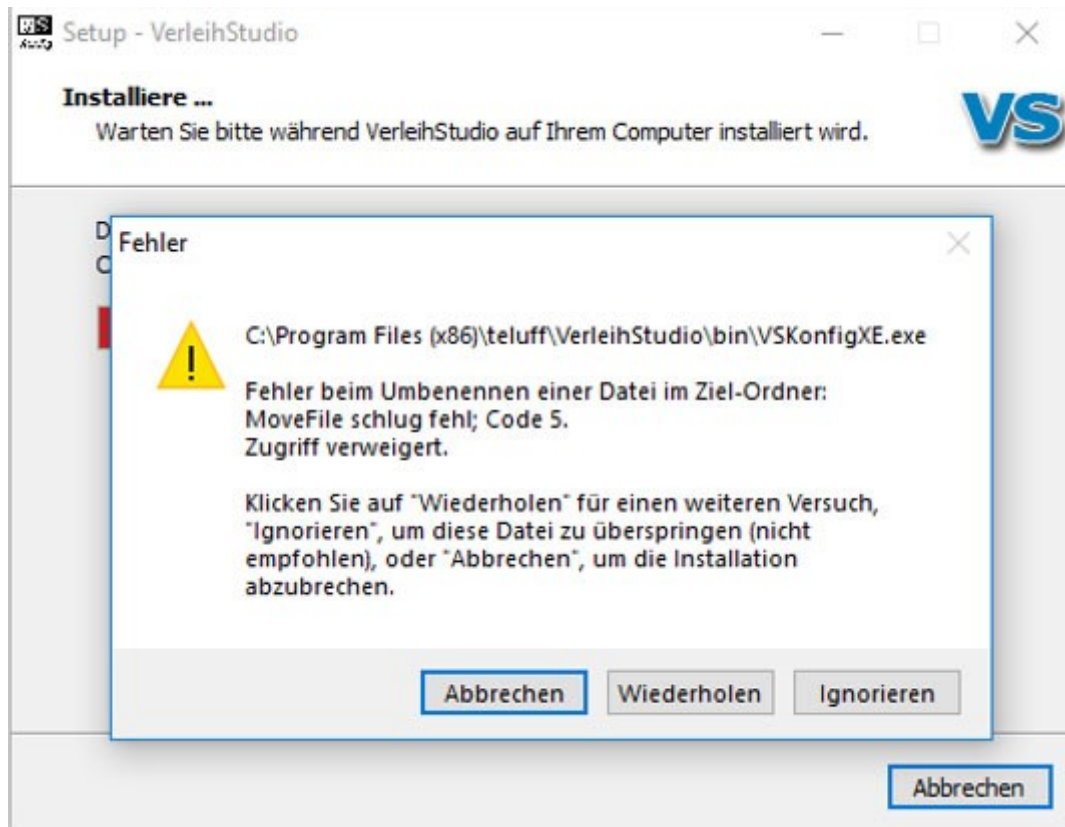 Setup - VerleihStudio
Installiere ...
Warten Sie bitte während VerleihStudio auf Ihrem Computer installiert wird.
VS
D
Fehler
C:\Program Files (x86)\teluff\VerleihStudio\bin\VSKonfigXE.exe
Fehler beim Umbenennen einer Datei im Ziel-Ordner:
MoveFile schlug fehl; Code 5.
Zugriff verweigert.
Klicken Sie auf "Wiederholen" für einen weiteren Versuch,
"Ignorieren", um diese Datei zu überspringen (nicht
empfohlen), oder "Abbrechen", um die Installation
abzubrechen.
Abbrechen Wiederholen Ignorieren
Abbrechen